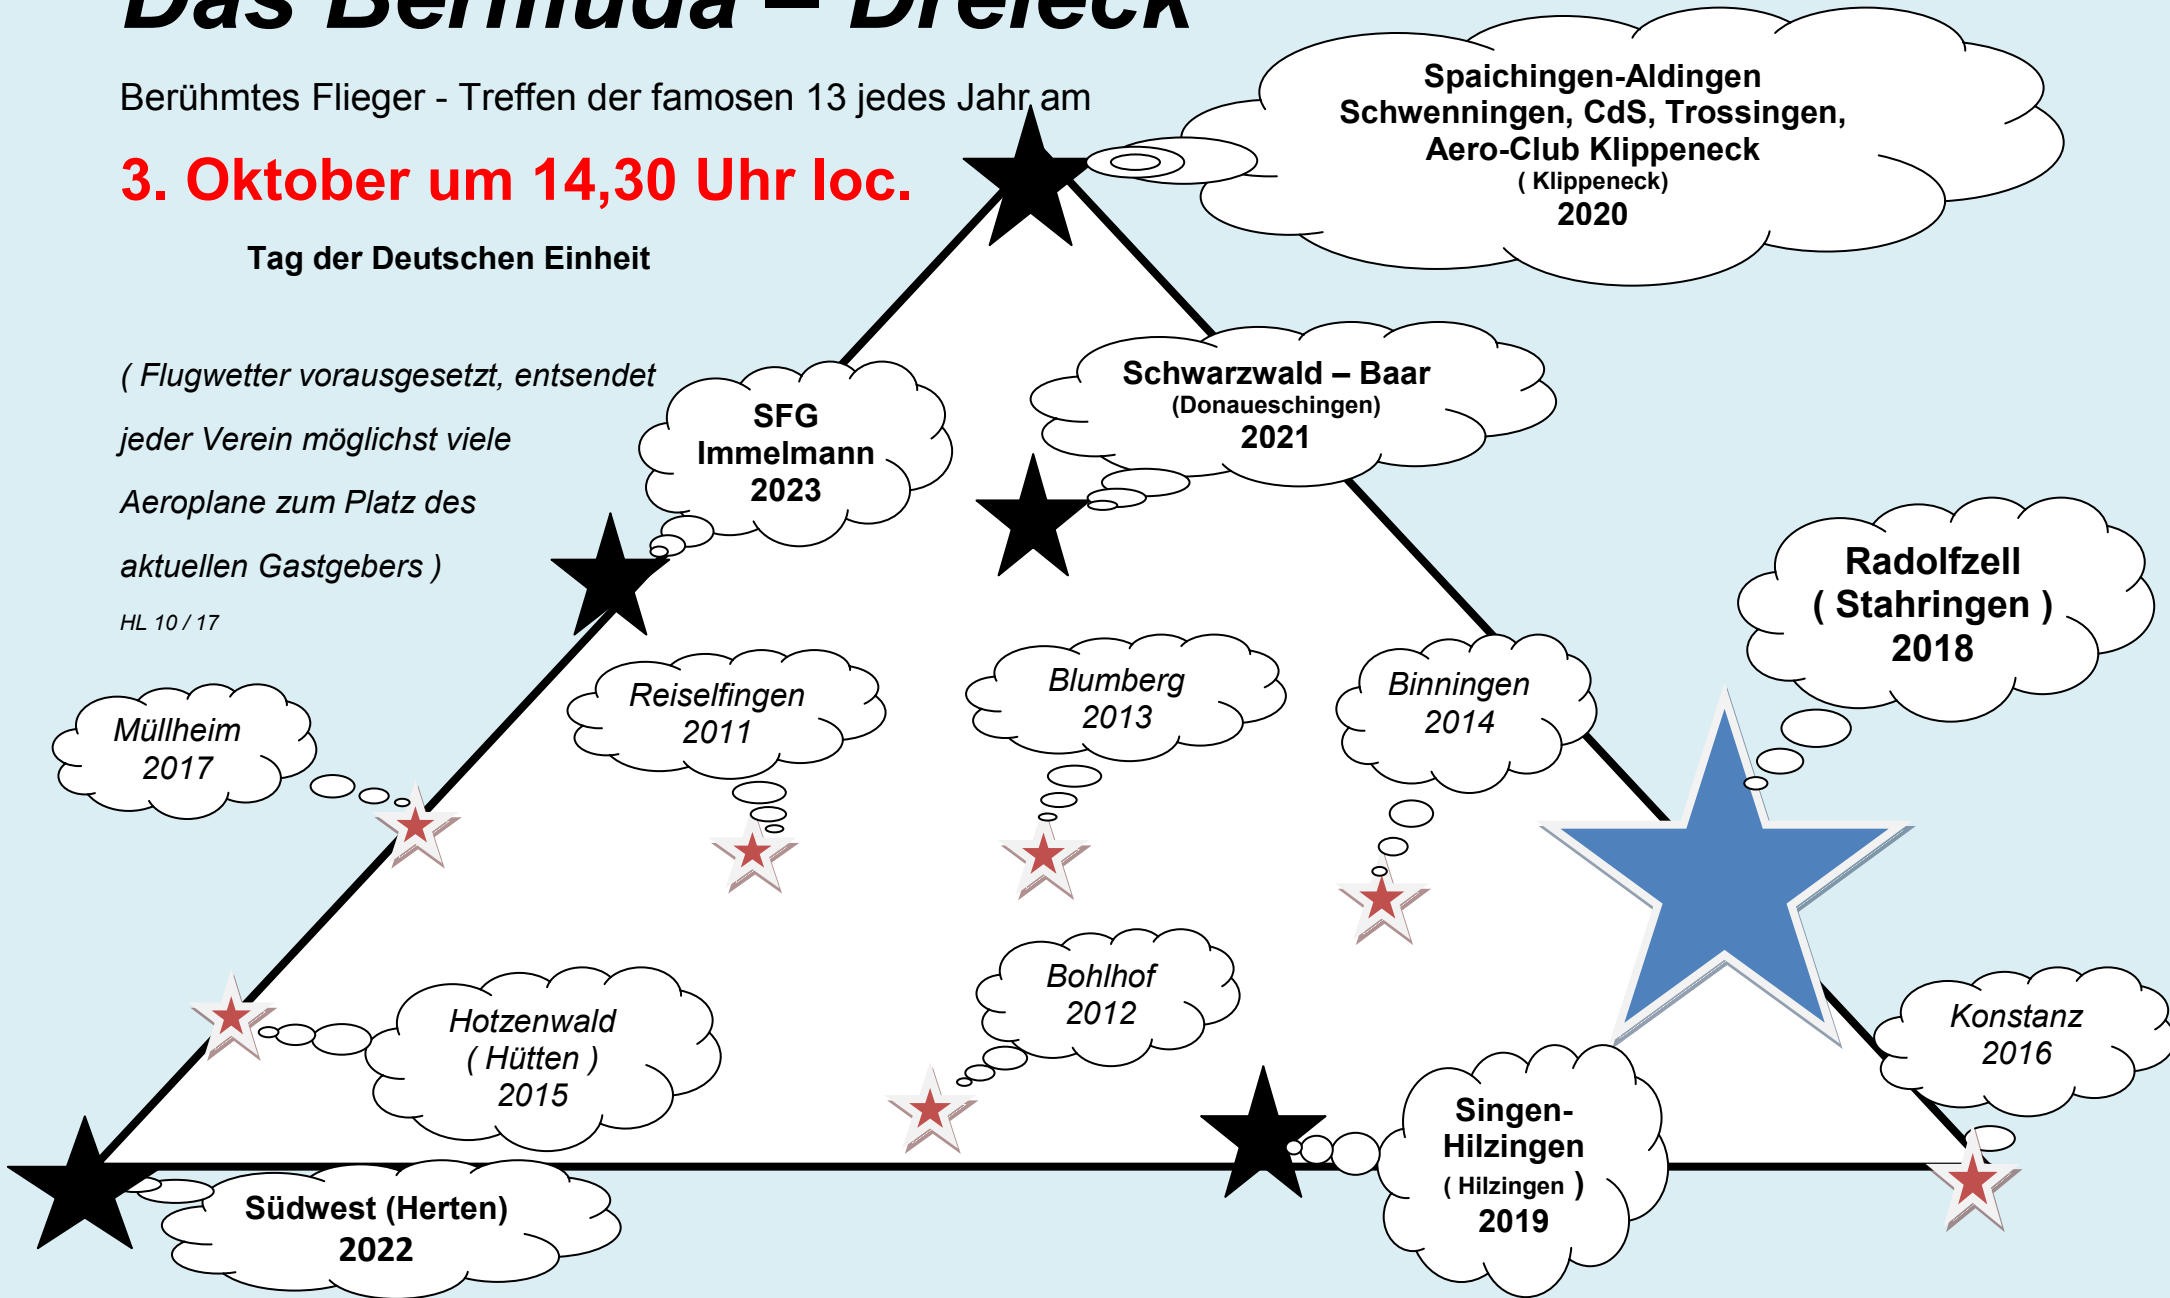 Das Bermuda – Dreieck
Berühmtes Flieger - Treffen der famosen 13 jedes Jahr am
3. Oktober um 14,30 Uhr loc.
Tag der Deutschen Einheit
( Flugwetter vorausgesetzt, entsendet
jeder Verein möglichst viele
Aeroplane zum Platz des
aktuellen Gastgebers )
HL 10 / 17
Spaichingen-Aldingen
Schwenningen, CdS, Trossingen,
Aero-Club Klippeneck
( Klippeneck)
2020
SFG
Immelmann
2023
Schwarzwald – Baar
(Donaueschingen)
2021
Radolfzell
( Stahringen )
2018
Müllheim
2017
Reiselfingen
2011
Blumberg
2013
Binningen
2014
Hotzenwald
( Hütten )
2015
Bohlhof
2012
Konstanz
2016
Singen-
Hilzingen
( Hilzingen )
2019
Südwest (Herten)
2022